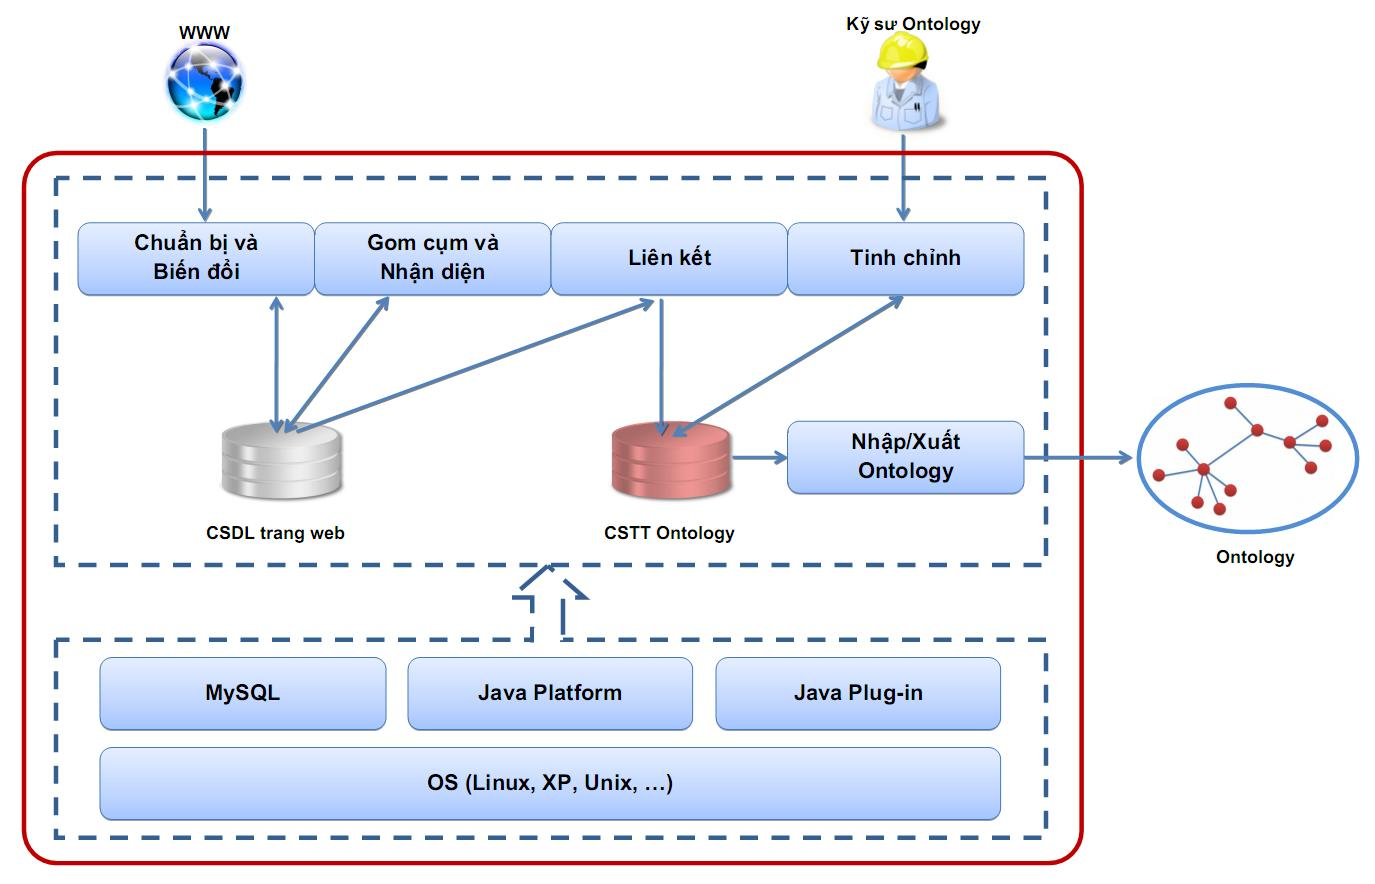 WWW
Kỹ sư Ontology
Chuẩn bị và
Biến đổi
Gom cụm và
Nhận diện
Liên kết
Tinh chỉnh
Nhập/Xuất
Ontology
CSDL trang web
CSTT Ontology
Ontology
MySQL
Java Platform
Java Plug-in
OS (Linux, XP, Unix, ...)